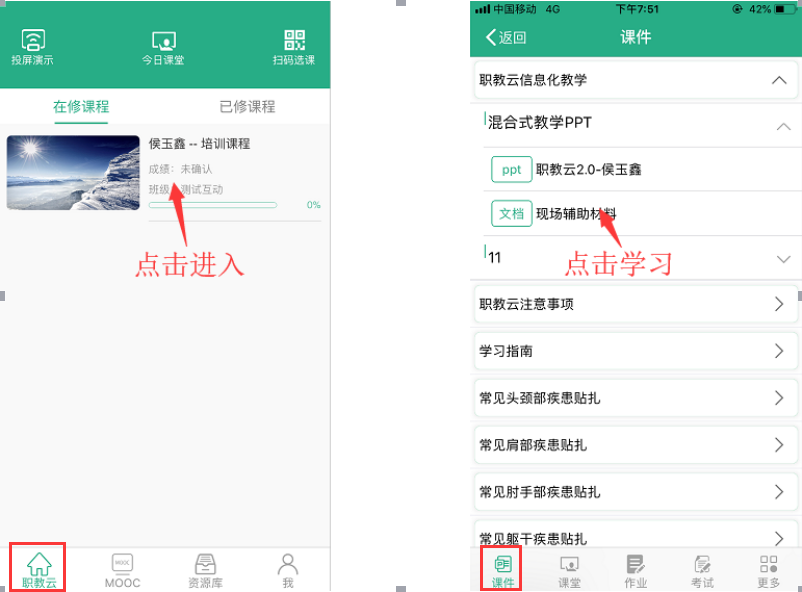 投屏演示
今日课堂
扫码选课
在修课程
已修课程
侯玉鑫 -- 培训课程
成绩：未确认
班级：测试互动
0%
点击进入
职教云
MOOC
MOOC
资源库
我
中国移动 4G
下午7:51
42%
返回
课件
职教云信息化教学
混合式教学PPT
ppt
职教云2.0-侯玉鑫
文档
现场辅助材料
11
点击学习
职教云注意事项
学习指南
常见头颈部疾患贴扎
常见肩部疾患贴扎
常见肘手部疾患贴扎
常见躯干疾患贴扎
课件
课堂
作业
考试
更多